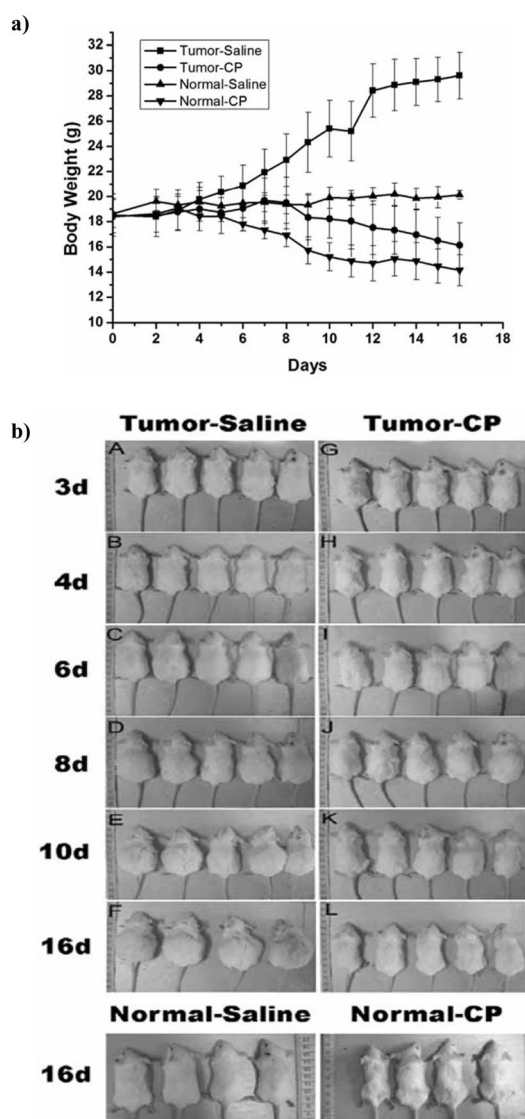 a)
32
30
28
26
24
22
20
18
16
14
12
10
Body Weight (g)
Tumor-Saline
Tumor-CP
Normal-Saline
Normal-CP
0 2 4 6 8 10 12 14 16 18
Days
b)
Tumor-Saline Tumor-CP
3d A G
4d B H
6d C I
8d D J
10d E K
16d F L
Normal-Saline Normal-CP
16d